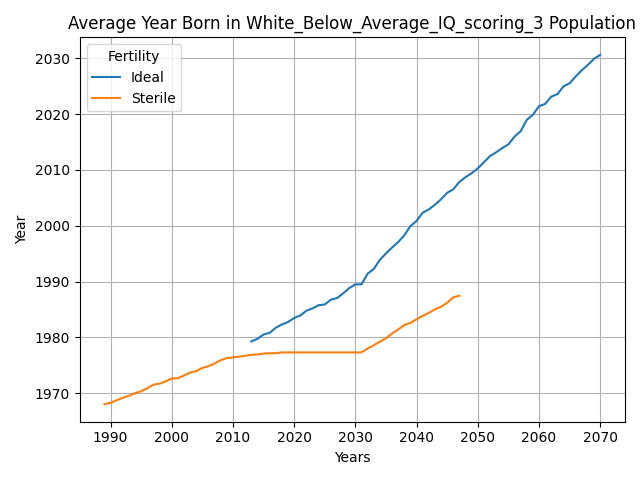 Average Year Born in White_Below_Average_IQ_scoring_3 Population
Fertility
Ideal
Sterile
2030
2020
2010
2000
1990
1980
1970
Year
1990 2000 2010 2020 2030 2040 2050 2060 2070
Years